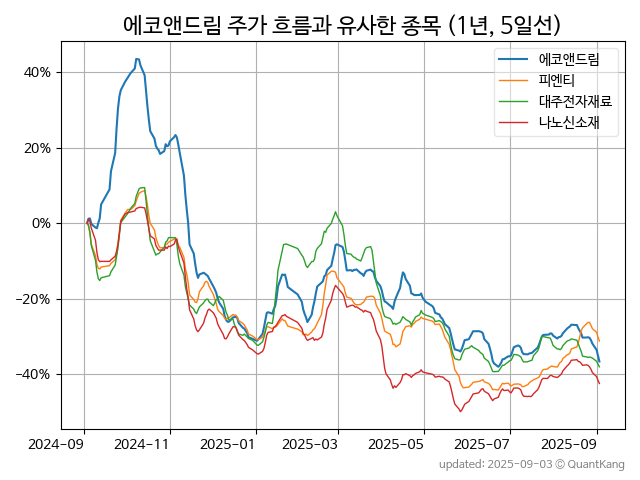 에코앤드림 주가 흐름과 유사한 종목 (1년, 5일선)
에코앤드림
피엔티
대주전자재료
나노신소재
40%
20%
0%
−20%
−40%
2024-09 2024-11 2025-01 2025-03 2025-05 2025-07 2025-09
updated: 2025-09-03 © QuantKang